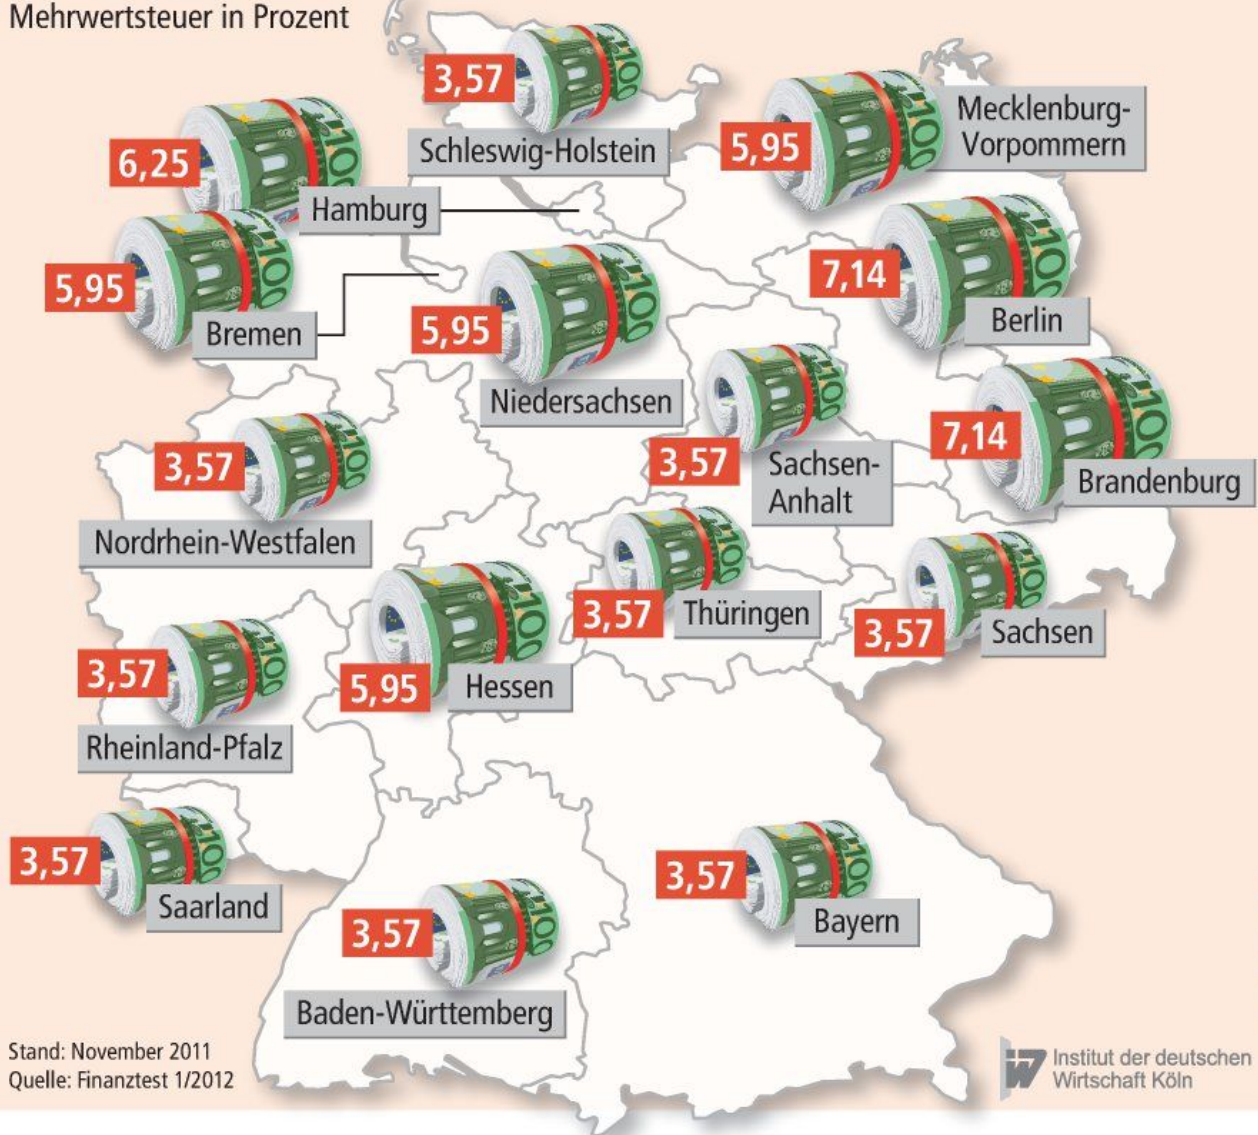 Mehrwertsteuer in Prozent
3,57
Schleswig-Holstein
5,95
Mecklenburg-
Vorpommern
6,25
Hamburg
5,95
Bremen
5,95
Niedersachsen
7,14
Berlin
7,14
Brandenburg
3,57
Sachsen-
Anhalt
3,57
Nordrhein-Westfalen
3,57
Thüringen
3,57
Sachsen
5,95
Hessen
3,57
Rheinland-Pfalz
3,57
Saarland
3,57
Baden-Württemberg
3,57
Bayern
Stand: November 2011
Quelle: Finanztest 1/2012
iw Institut der deutschen
Wirtschaft Köln